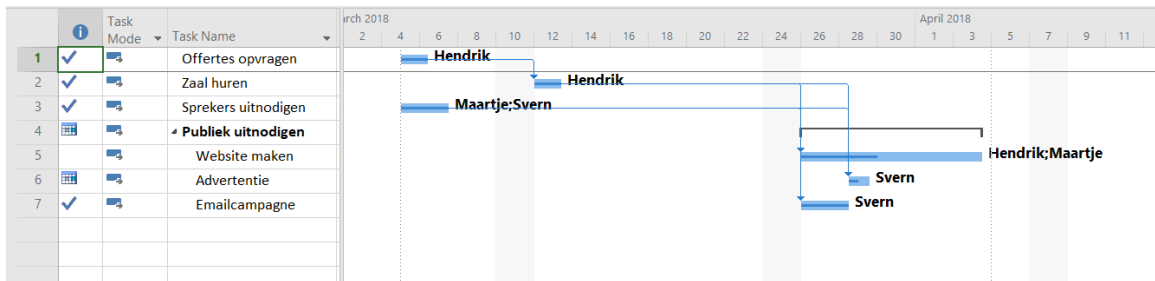 Task
Mode
Task Name
1 Offertes opvragen
2 Zaal huren
3 Sprekers uitnodigen
4 Publiek uitnodigen
5 Website maken
6 Advertentie
7 Emailcampagne
rch 2018 April 2018
2 4 6 8 10 12 14 16 18 20 22 24 26 28 30 1 3 5 7 9 11
Hendrik
Hendrik
Maartje;Svern
Hendrik;Maartje
Svern
Svern